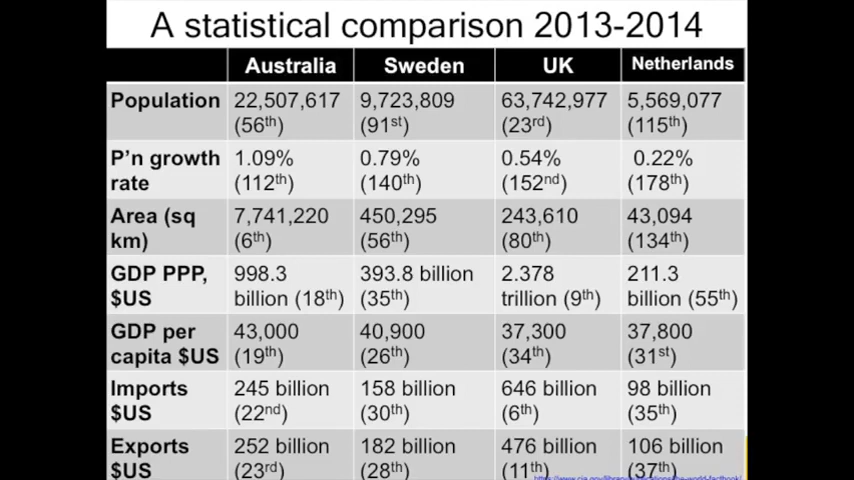 A statistical comparison 2013-2014
Australia Sweden UK Netherlands
Population 22,507,617 9,723,809 63,742,977 5,569,077
(56th) (91st) (23rd) (115th)
P'n growth 1.09% 0.79% 0.54% 0.22%
rate (112th) (140th) (152nd) (178th)
Area (sq 7,741,220 450,295 243,610 43,094
km) (6th) (56th) (80th) (134th)
GDP PPP, 998.3 393.8 billion 2.378 211.3
$US billion (18th) (35th) trillion (9th) billion (55th)
GDP per 43,000 40,900 37,300 37,800
capita $US (19th) (26th) (34th) (31st)
Imports 245 billion 158 billion 646 billion 98 billion
$US (22nd) (30th) (6th) (35th)
Exports 252 billion 182 billion 476 billion 106 billion
$US (23rd) (28th) (11th) (37th)